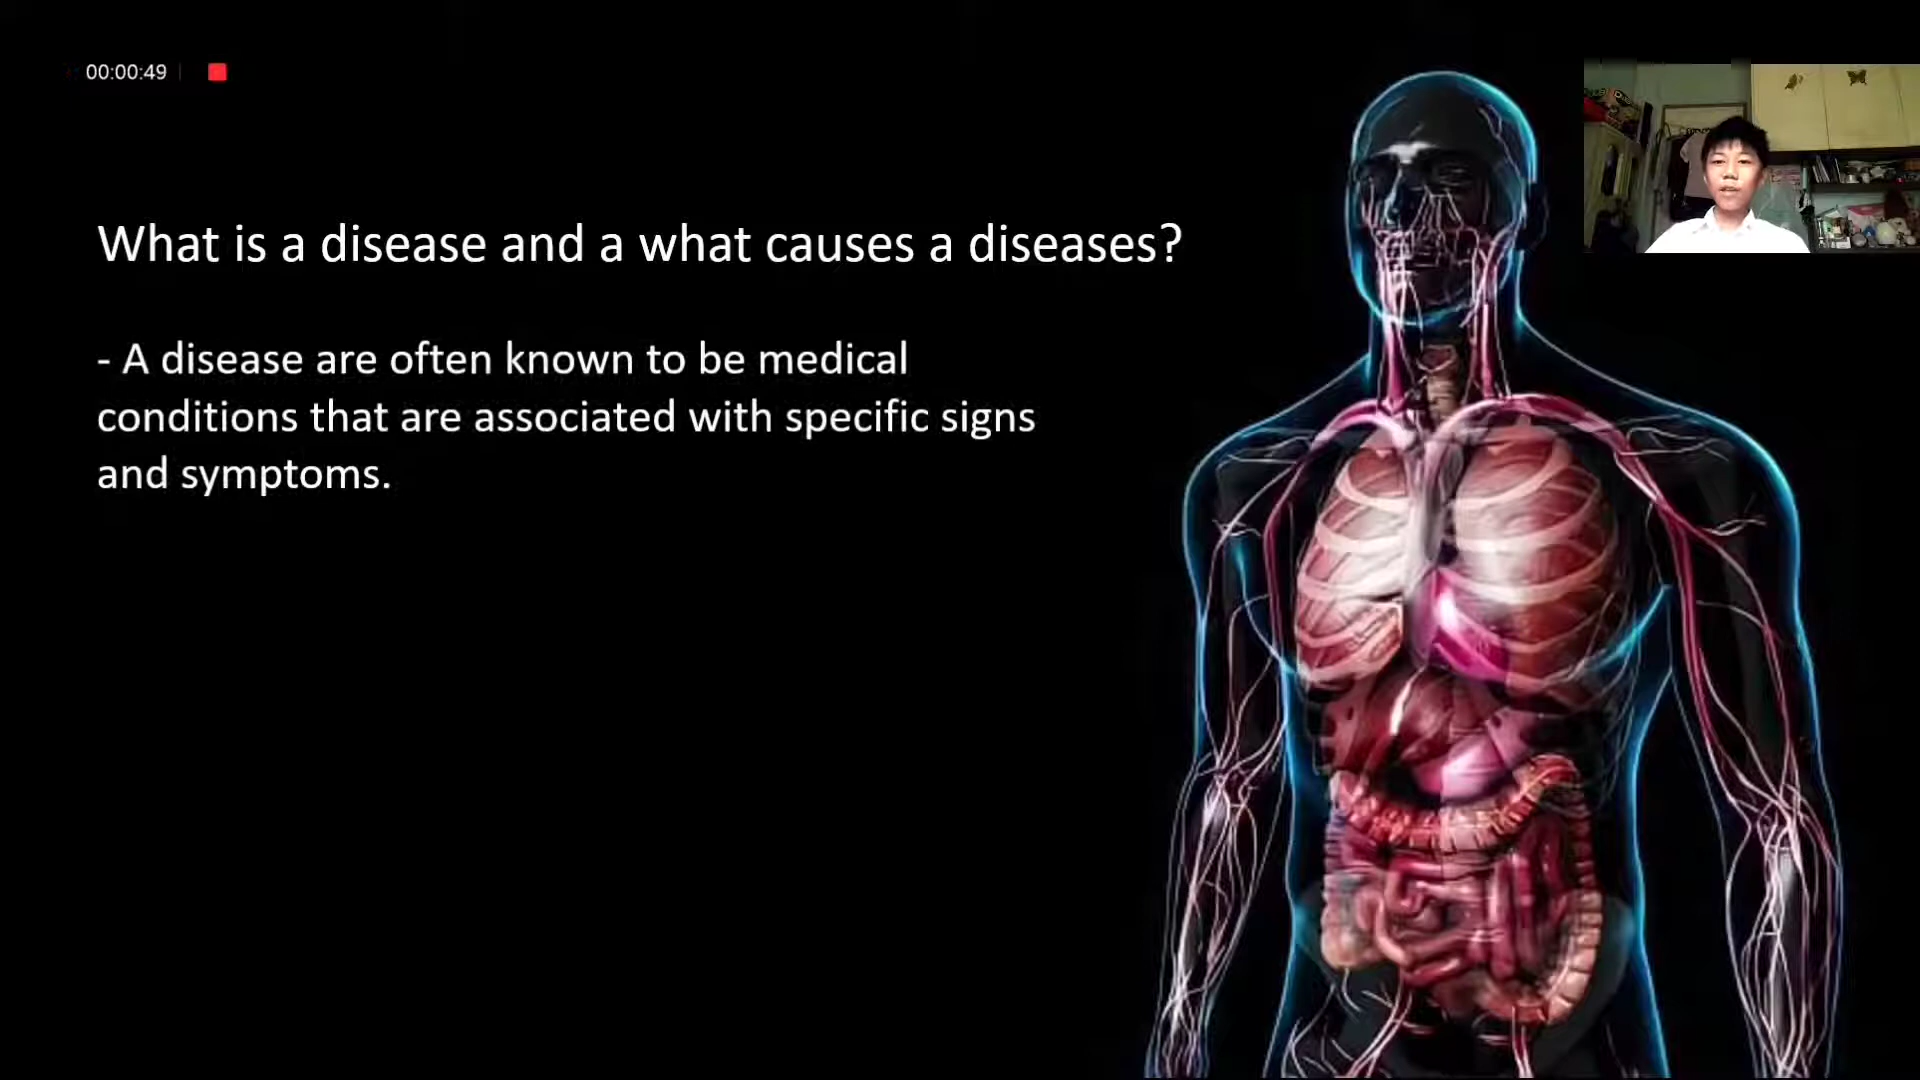 00:00:49
What is a disease and a what causes a diseases?
- A disease are often known to be medical
conditions that are associated with specific signs
and symptoms.